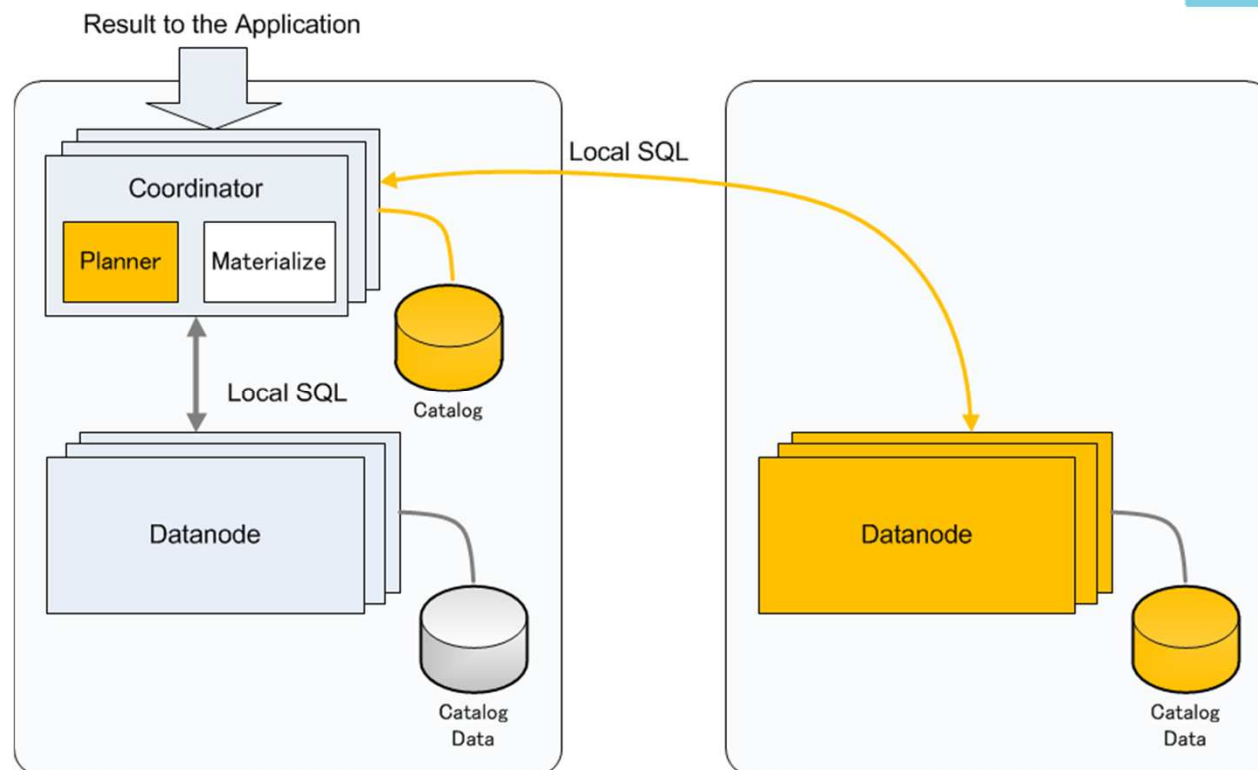 Result to the Application
Coordinator
Planner
Materialize
Local SQL
Local SQL
Catalog
Datanode
Datanode
Catalog
Data
Catalog
Data